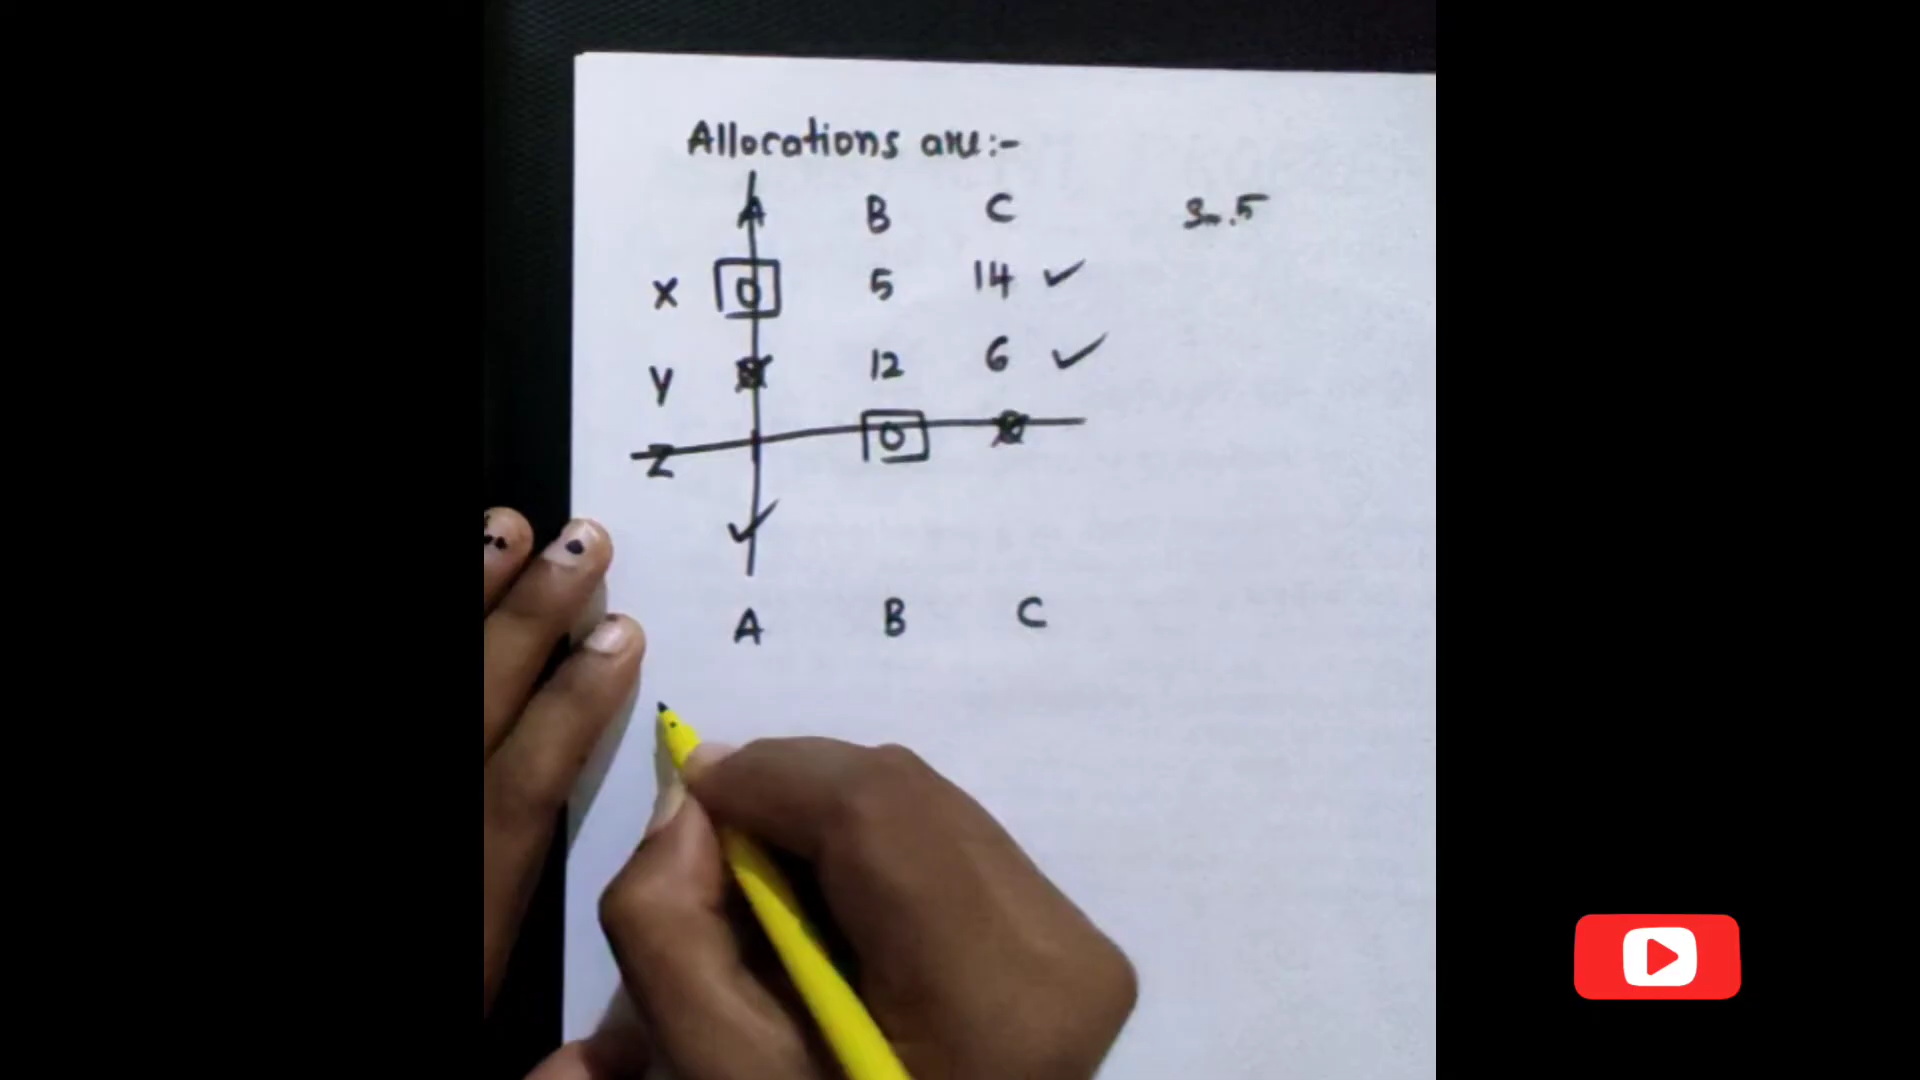 Allocations are:-
A B C
X 0 5 14 ✓
Y 12 6 ✓
Z 0
✓
A B C